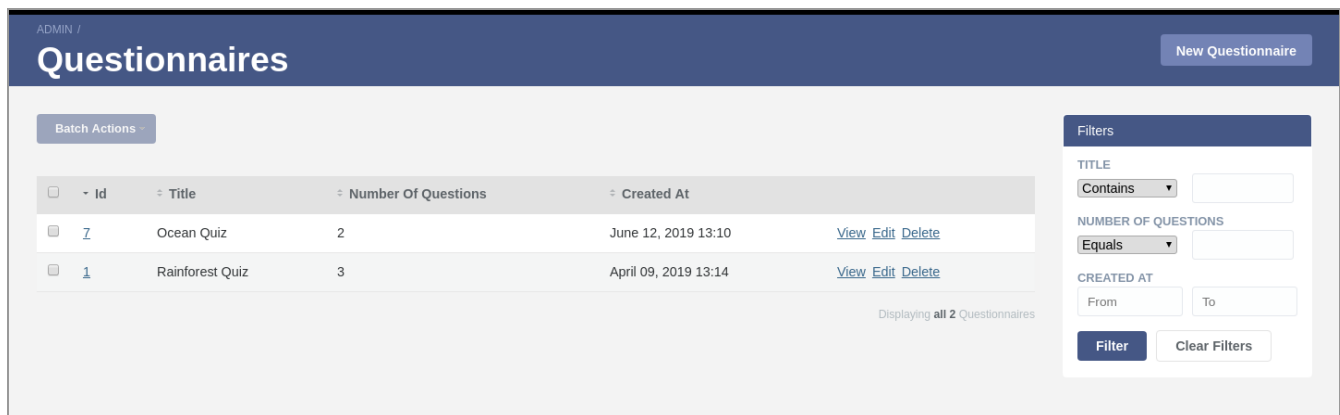 ADMIN /
Questionnaires
New Questionnaire
Batch Actions
Id Title Number Of Questions Created At
7 Ocean Quiz 2 June 12, 2019 13:10 View Edit Delete
1 Rainforest Quiz 3 April 09, 2019 13:14 View Edit Delete
Displaying all 2 Questionnaires
Filters
TITLE
Contains
NUMBER OF QUESTIONS
Equals
CREATED AT
From To
Filter Clear Filters